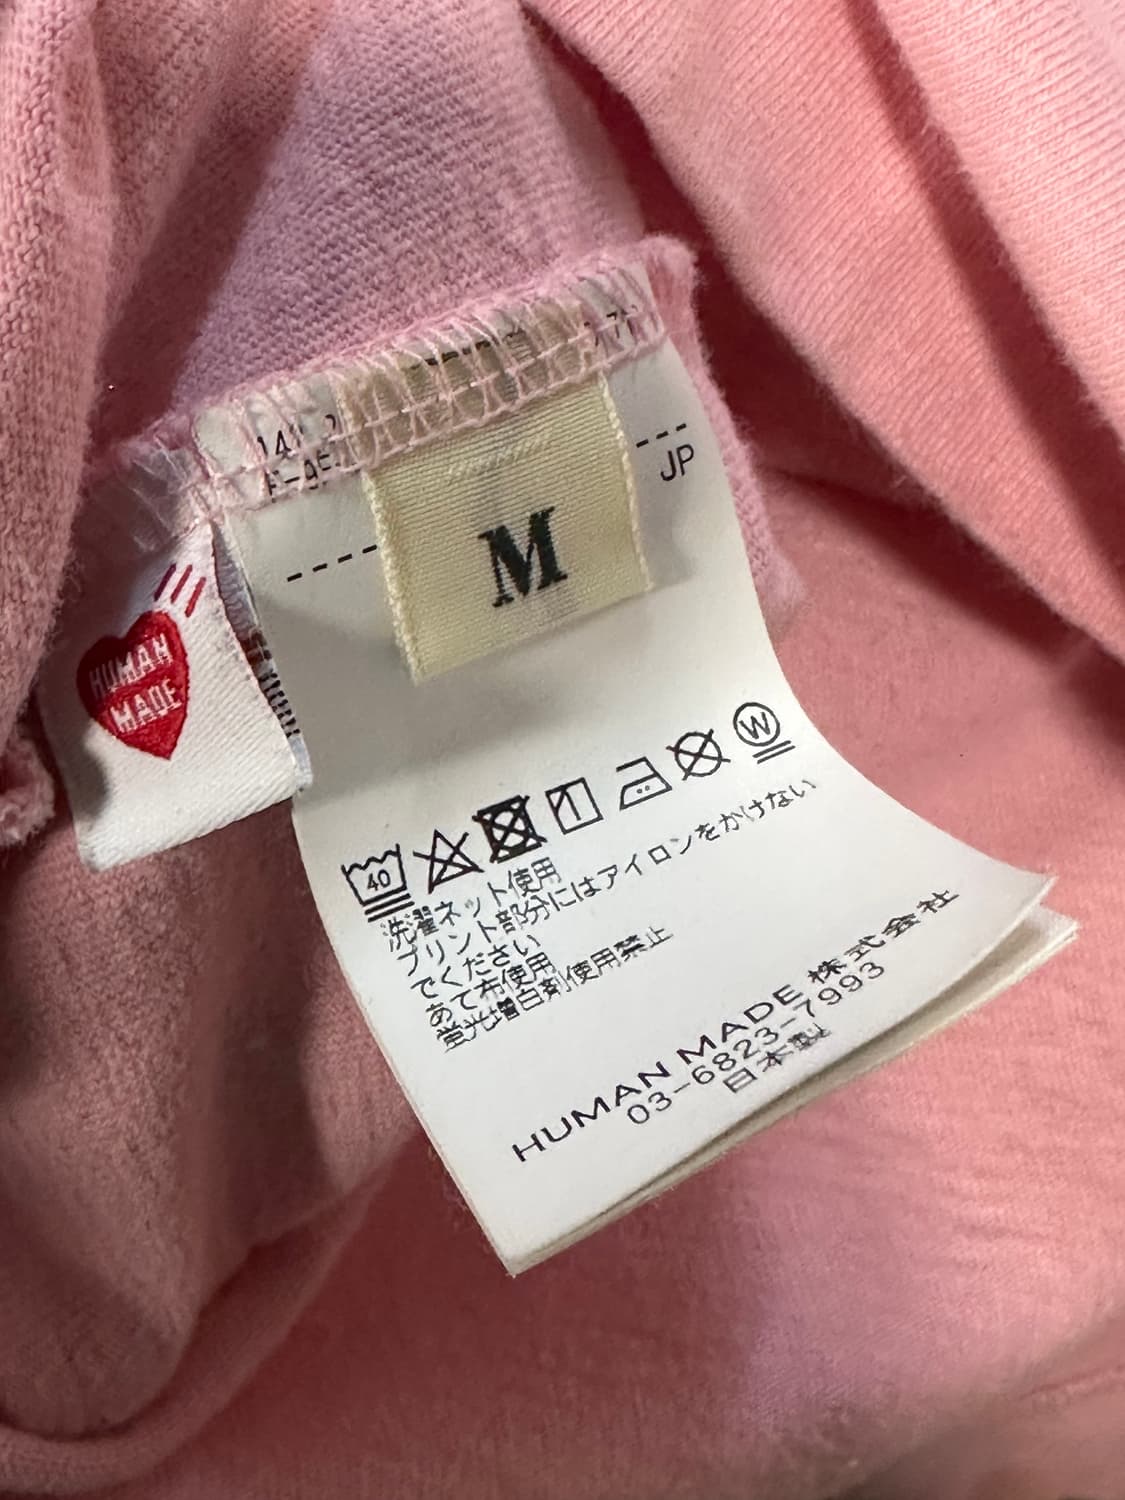 JP
M
HUMAN
MADE
40
W
洗濯ネット使用
プリント部分にはアイロンをかけない
でください
あて布使用
蛍光増白剤使用禁止
HUMAN MADE 株式会社
03-6823-7993
日本製